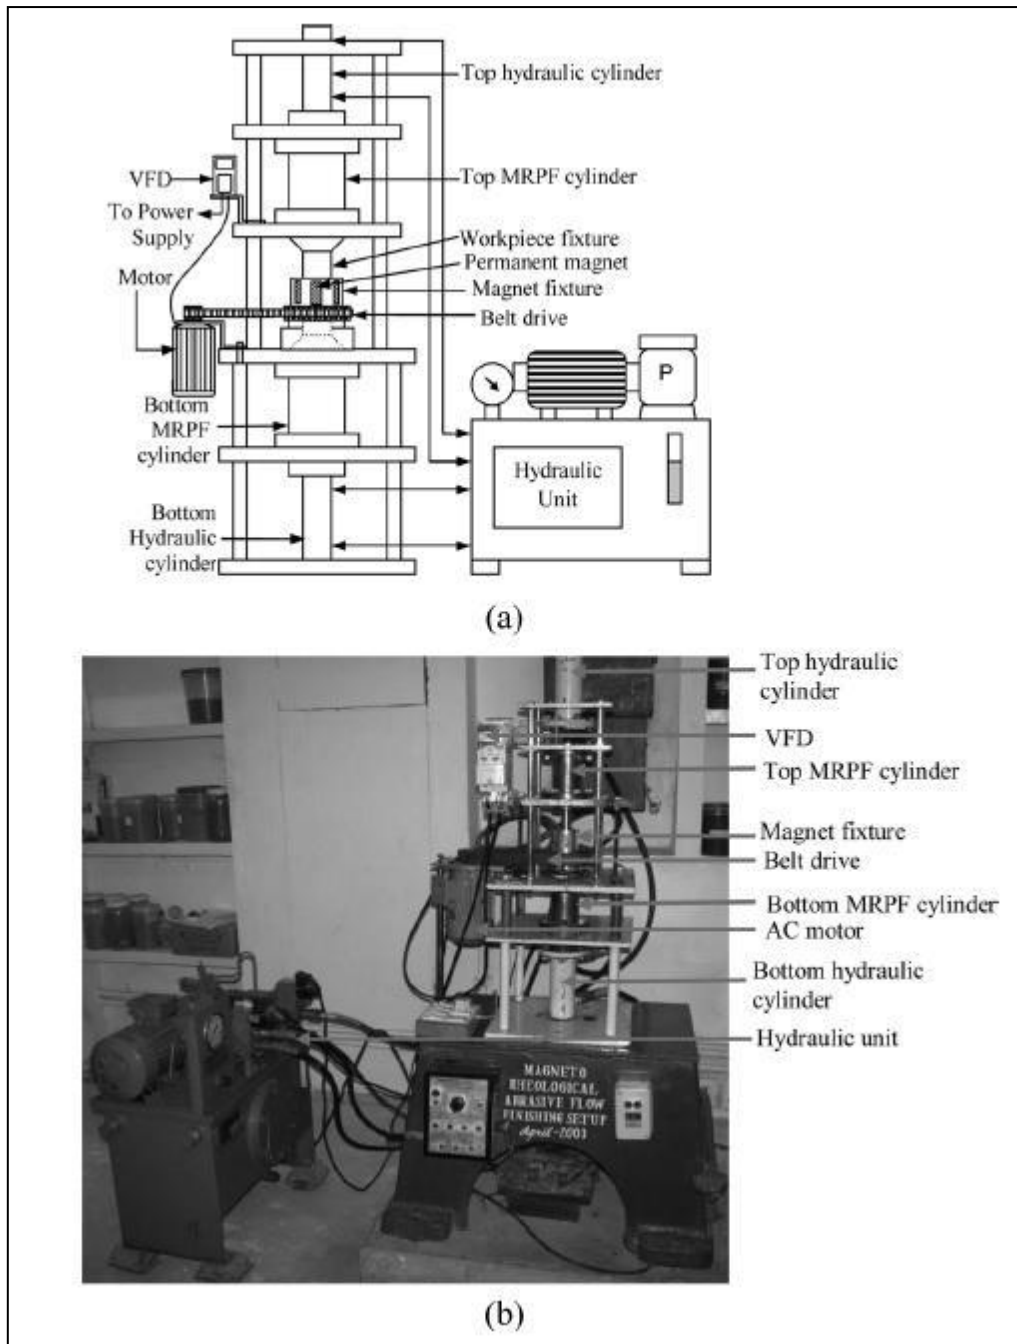 Top hydraulic cylinder
VFD
Top MRPF cylinder
To Power
Supply
Workpiece fixture
Permanent magnet
Motor
Magnet fixture
Belt drive
P
Bottom
MRPF
cylinder
Hydraulic
Unit
Bottom
Hydraulic
cylinder
(a)
Top hydraulic
cylinder
VFD
Top MRPF cylinder
Magnet fixture
Belt drive
Bottom MRPF cylinder
AC motor
Bottom hydraulic
cylinder
Hydraulic unit
MAGNETO
RHEOLOGICAL
ABRASIVE FLOW
FINISHING SETUP
April-2003
(b)